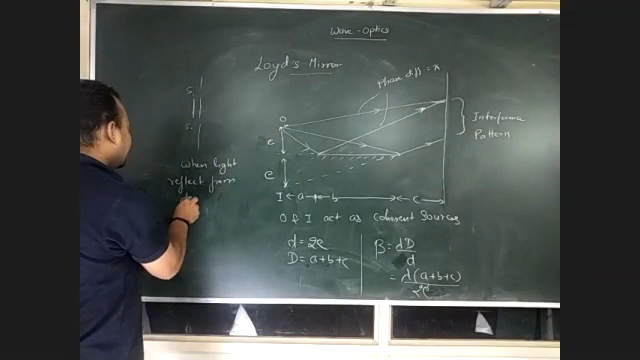 Wave-Optics
Loyd's Mirror
S₁
S₂
When light
reflect from
Phase diff = π
O
e
e
I a b c
Interference
Pattern
O & I act as Coherent Sources
d = 2e
D = a+b+c
β = dD
d
= d(a+b+c)
2e